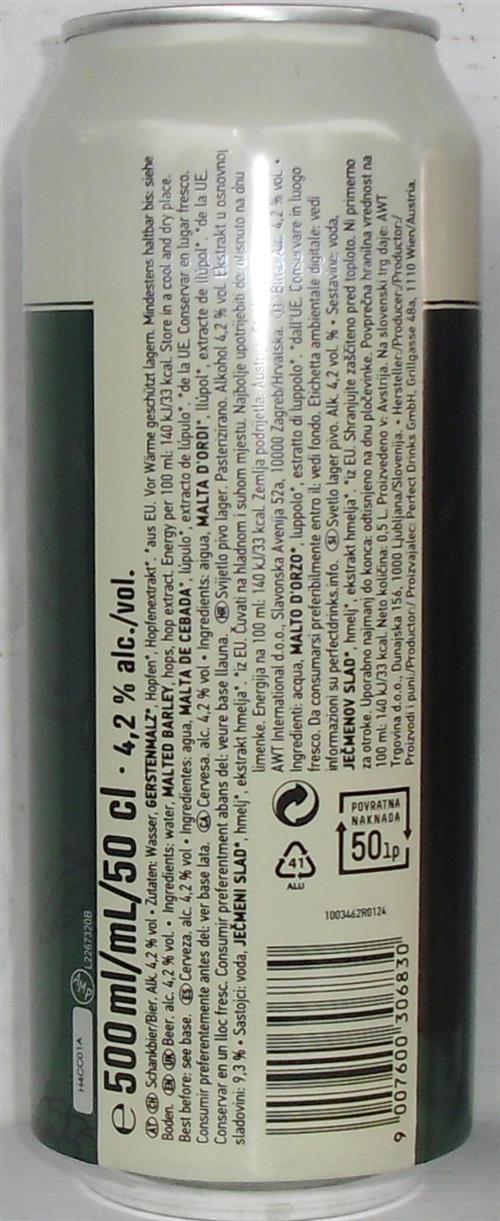 H4CC01A
L2267320B
e 500 ml/mL/50 cl · 4,2 % alc./vol.
AT CH Schankbier/Bier, Alk. 4,2 % vol • Zutaten: Wasser, GERSTENMALZ*, Hopfen*, Hopfenextrakt*. *aus EU. Vor Wärme geschützt lagern. Mindestens haltbar bis: siehe
Boden. EN UK Beer, alc. 4,2 % vol. • Ingredients: water, MALTED BARLEY, hops, hop extract. Energy per 100 ml: 140 kJ/33 kcal. Store in a cool and dry place.
Best before: see base. ES Cerveza, alc. 4,2 % vol • Ingredientes: agua, MALTA DE CEBADA*, lúpulo*, extracto de lúpulo*. *de la UE. Conservar en lugar fresco.
Consumir preferentemente antes del: ver base lata. CA Cervesa, alc. 4,2 % vol • Ingredients: aigua, MALTA D'ORDI*, llúpol*, extracte de llúpol*. *de la UE.
Conservar en un lloc fresc. Consumir preferentment abans del: veure base llauna. HR Svijetlo pivo lager. Pasterizirano. Alkohol 4,2 % vol. Ekstrakt u osnovnoj
sladovini: 9,3 % • Sastojci: voda, JEČMENI SLAD*, hmelj*, ekstrakt hmelja*. *iz EU. Čuvati na hladnom i suhom mjestu. Najbolje upotrijebiti do: otisnuto na dnu
limenke. Energija na 100 ml: 140 kJ/33 kcal. Zemlja podrijetla:
AWT International d.o.o., Slavonska Avenija 52a, 10000 Zagreb/Hrvatska. IT Birra, alc. 4,2 % vol. •
Ingredienti: acqua, MALTO D'ORZO*, luppolo*, estratto di luppolo*. *dall'UE. Conservare in luogo
fresco. Da consumarsi preferibilmente entro il: vedi fondo. Etichetta ambientale digitale: vedi
informazioni su perfectdrinks.info. SI Svetlo lager pivo. Alk. 4,2 vol. % • Sestavine: voda,
JEČMENOV SLAD*, hmelj*, ekstrakt hmelja*. *iz EU. Shranjujte zaščiteno pred toploto. Ni primerno
za otroke. Uporabno najmanj do konca: odtisnjeno na dnu pločevinke. Povprečna hranilna vrednost na
100 ml: 140 kJ/33 kcal. Neto količina: 0,5 L. Proizvedeno v: Avstrija. Na slovenski trg daje: AWT
Trgovina d.o.o., Dunajska 156, 1000 Ljubljana/Slovenija. • Hersteller:/Producer:/Productor:/
Proizvodi i puni/Productor:/ Proizvajalec: Perfect Drinks GmbH, Grillgasse 48a, 1110 Wien/Austria.
41
ALU
POVRATNA
NAKNADA
50 lp
1003462R0124
9 007600 306830